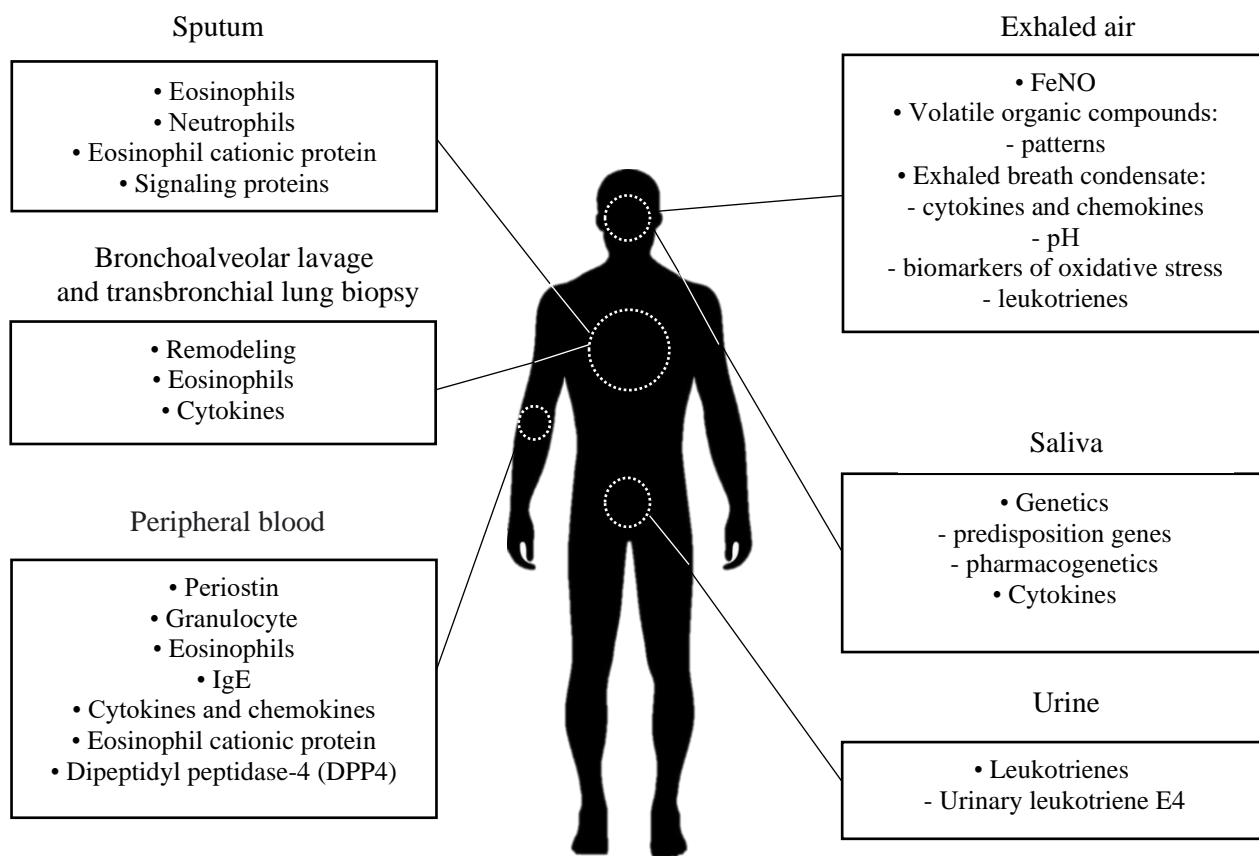 Sputum
• Eosinophils
• Neutrophils
• Eosinophil cationic protein
• Signaling proteins
Bronchoalveolar lavage
and transbronchial lung biopsy
• Remodeling
• Eosinophils
• Cytokines
Peripheral blood
• Periostin
• Granulocyte
• Eosinophils
• IgE
• Cytokines and chemokines
• Eosinophil cationic protein
• Dipeptidyl peptidase-4 (DPP4)
Exhaled air
• FeNO
• Volatile organic compounds:
- patterns
• Exhaled breath condensate:
- cytokines and chemokines
- pH
- biomarkers of oxidative stress
- leukotrienes
Saliva
• Genetics
- predisposition genes
- pharmacogenetics
• Cytokines
Urine
• Leukotrienes
- Urinary leukotriene E4